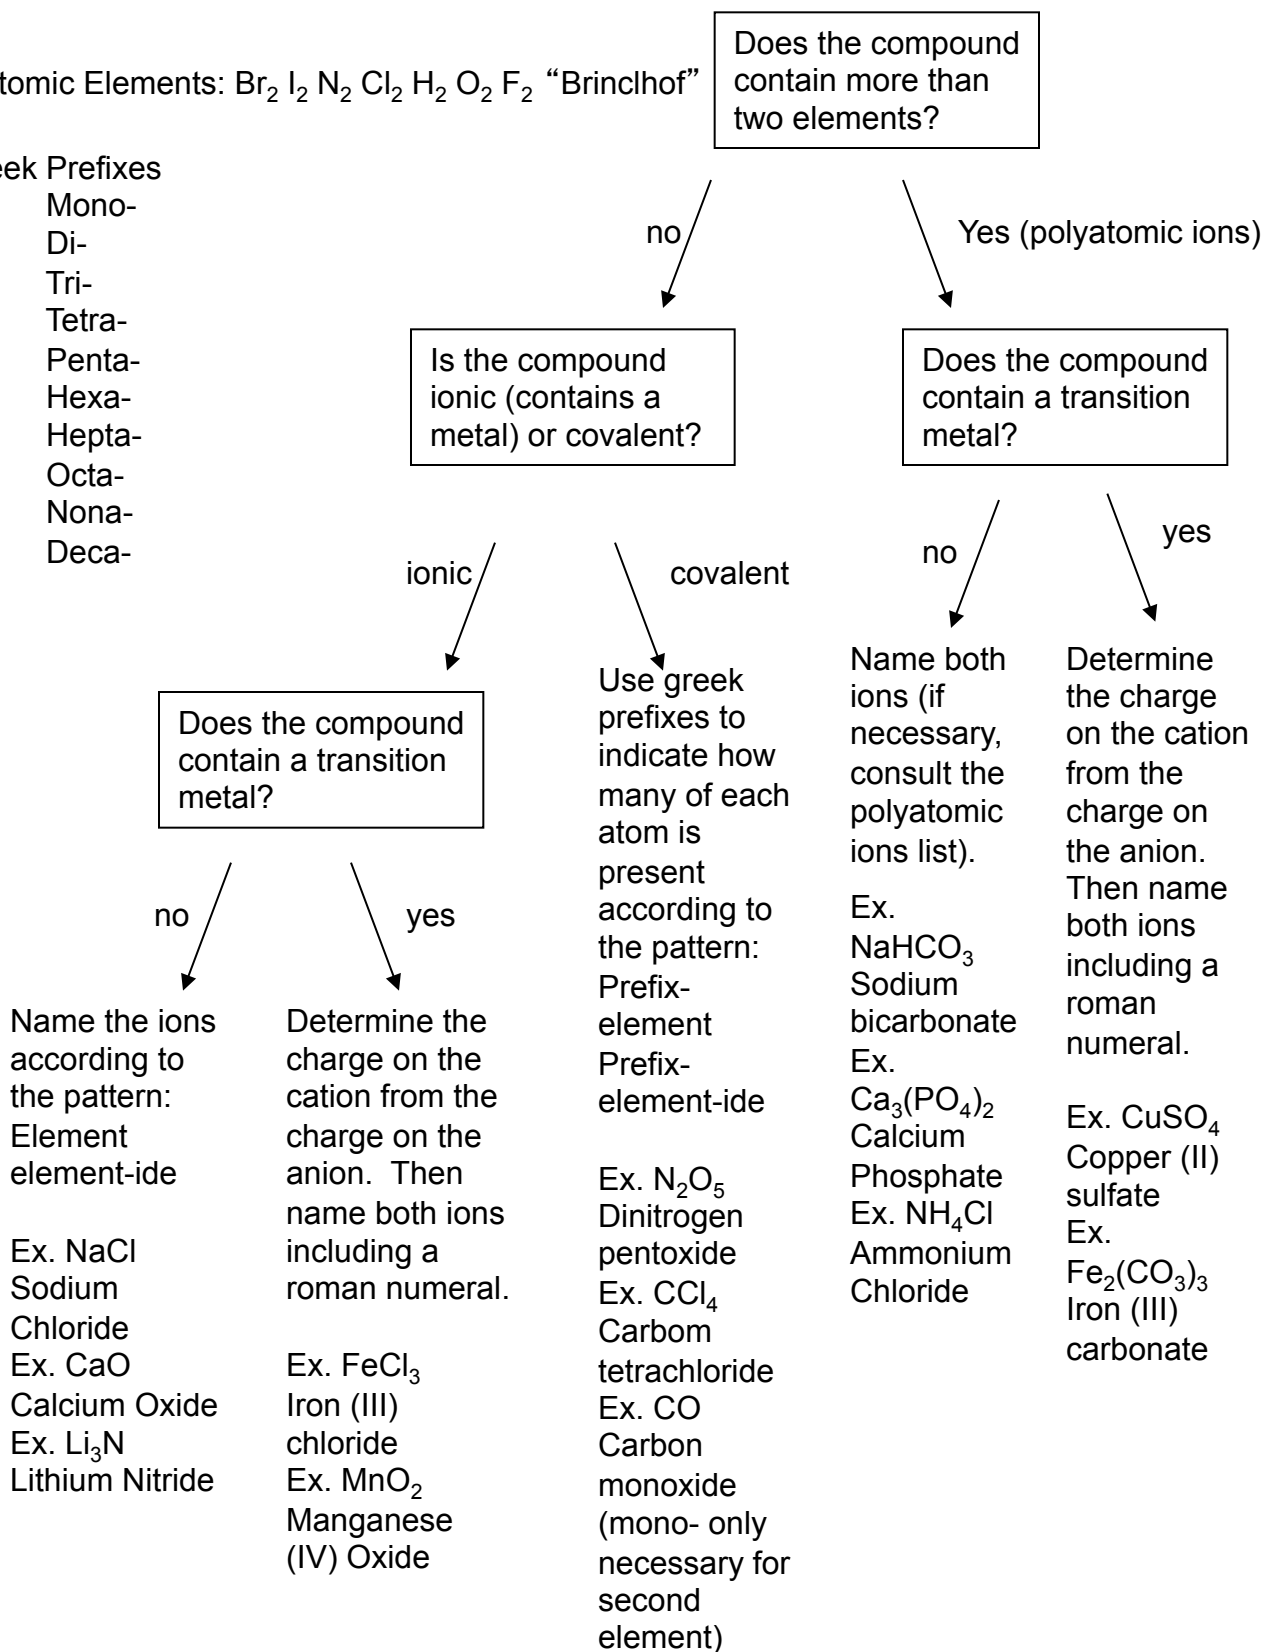 tomic Elements: Br₂ I₂ N₂ Cl₂ H₂ O₂ F₂ “Brinclhof”
Does the compound
contain more than
two elements?
ek Prefixes
Mono-
Di-
Tri-
Tetra-
Penta-
Hexa-
Hepta-
Octa-
Nona-
Deca-
no
Yes (polyatomic ions)
Is the compound
ionic (contains a
metal) or covalent?
Does the compound
contain a transition
metal?
ionic
covalent
no
yes
Does the compound
contain a transition
metal?
no
yes
Name the ions
according to
the pattern:
Element
element-ide
Ex. NaCl
Sodium
Chloride
Ex. CaO
Calcium Oxide
Ex. Li₃N
Lithium Nitride
Determine the
charge on the
cation from the
charge on the
anion. Then
name both ions
including a
roman numeral.
Ex. FeCl₃
Iron (III)
chloride
Ex. MnO₂
Manganese
(IV) Oxide
Use greek
prefixes to
indicate how
many of each
atom is
present
according to
the pattern:
Prefix-
element
Prefix-
element-ide
Ex. N₂O₅
Dinitrogen
pentoxide
Ex. CCl₄
Carbom
tetrachloride
Ex. CO
Carbon
monoxide
(mono- only
necessary for
second
element)
Name both
ions (if
necessary,
consult the
polyatomic
ions list).
Ex.
NaHCO₃
Sodium
bicarbonate
Ex.
Ca₃(PO₄)₂
Calcium
Phosphate
Ex. NH₄Cl
Ammonium
Chloride
Determine
the charge
on the cation
from the
charge on
the anion.
Then name
both ions
including a
roman
numeral.
Ex. CuSO₄
Copper (II)
sulfate
Ex.
Fe₂(CO₃)₃
Iron (III)
carbonate